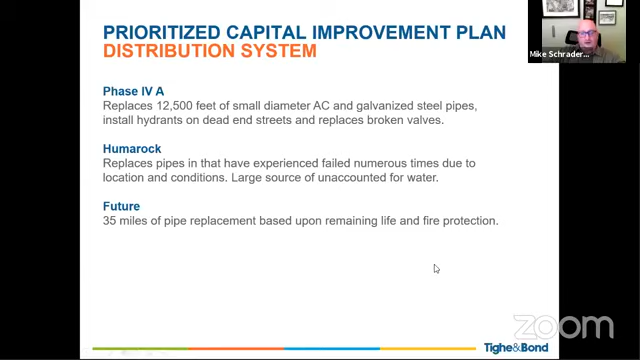 PRIORITIZED CAPITAL IMPROVEMENT PLAN
DISTRIBUTION SYSTEM
Mike Schrader...
Phase IV A
Replaces 12,500 feet of small diameter AC and galvanized steel pipes,
install hydrants on dead end streets and replaces broken valves.
Humarock
Replaces pipes in that have experienced failed numerous times due to
location and conditions. Large source of unaccounted for water.
Future
35 miles of pipe replacement based upon remaining life and fire protection.
zoom
Tighe&Bond